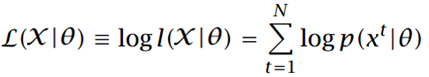 ℒ(X|θ) ≡ log l(X|θ) = ∑_{t=1}^{N} log p(x^t|θ)